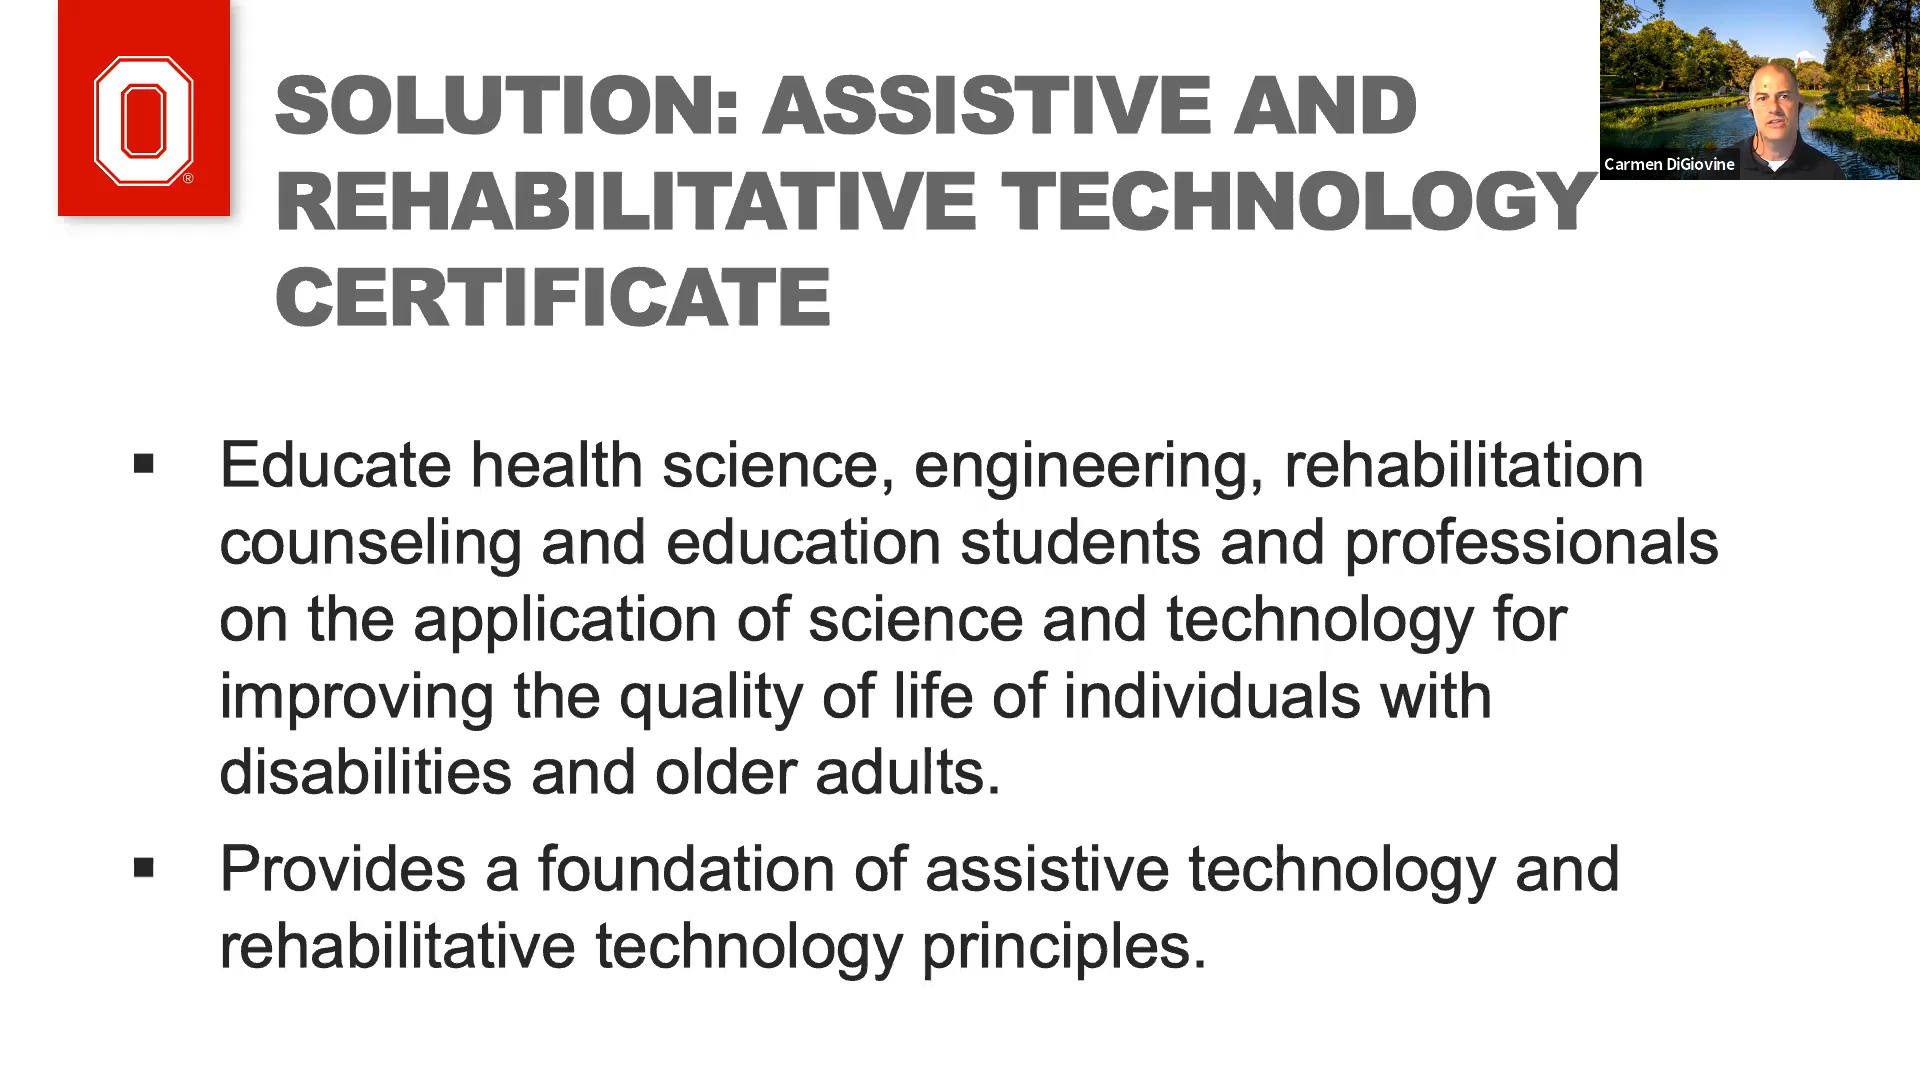 O
®
SOLUTION: ASSISTIVE AND
REHABILITATIVE TECHNOLOGY
CERTIFICATE
Carmen DiGiovine
▪ Educate health science, engineering, rehabilitation
counseling and education students and professionals
on the application of science and technology for
improving the quality of life of individuals with
disabilities and older adults.
▪ Provides a foundation of assistive technology and
rehabilitative technology principles.